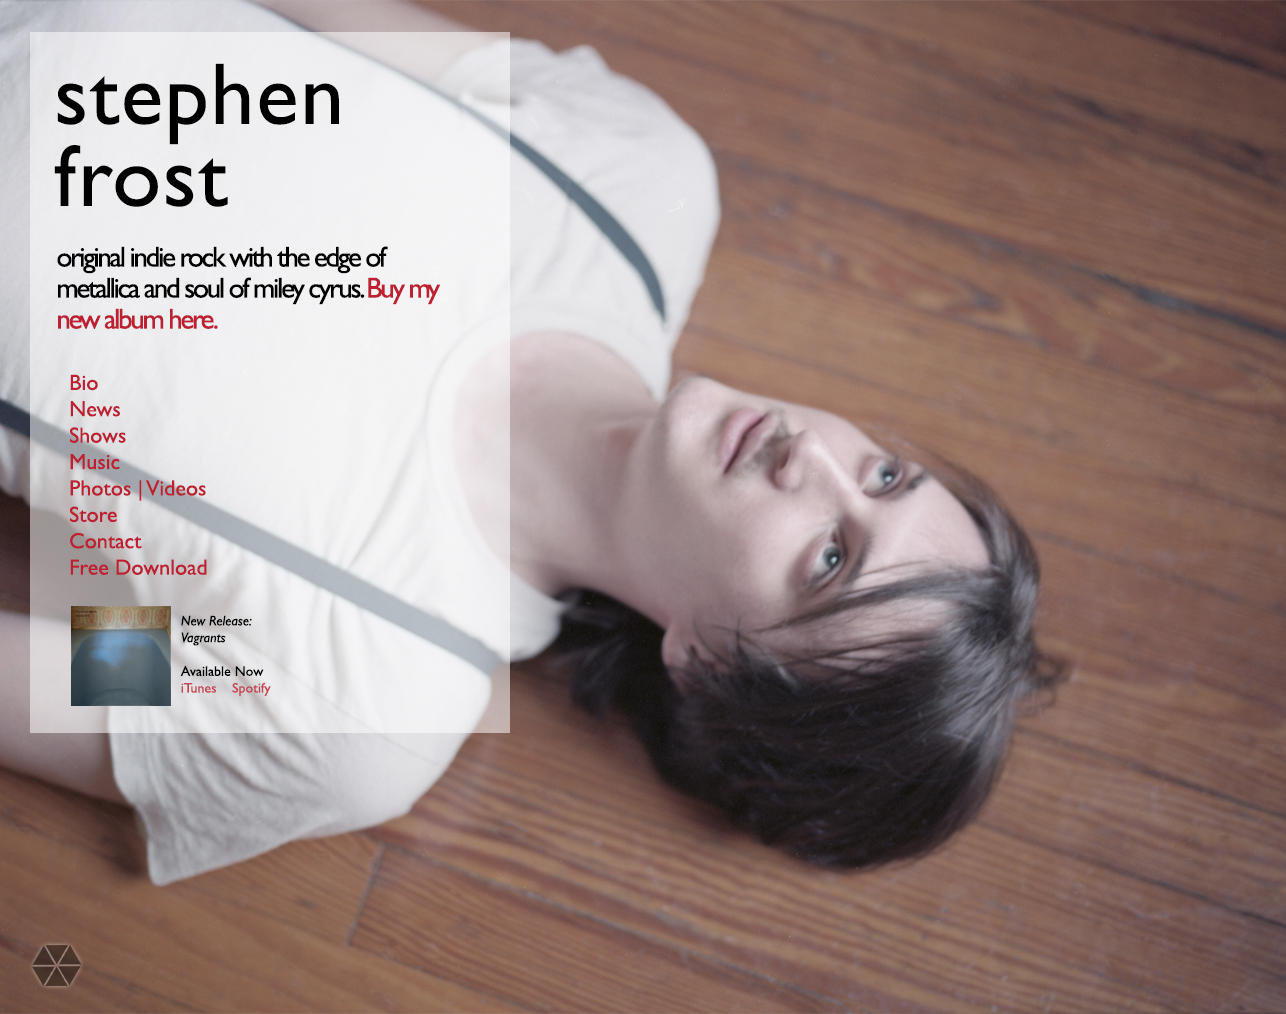 stephen
frost
original indie rock with the edge of
metallica and soul of miley cyrus. Buy my
new album here.
Bio
News
Shows
Music
Photos | Videos
Store
Contact
Free Download
New Release:
Vagrants
Available Now
iTunes Spotify